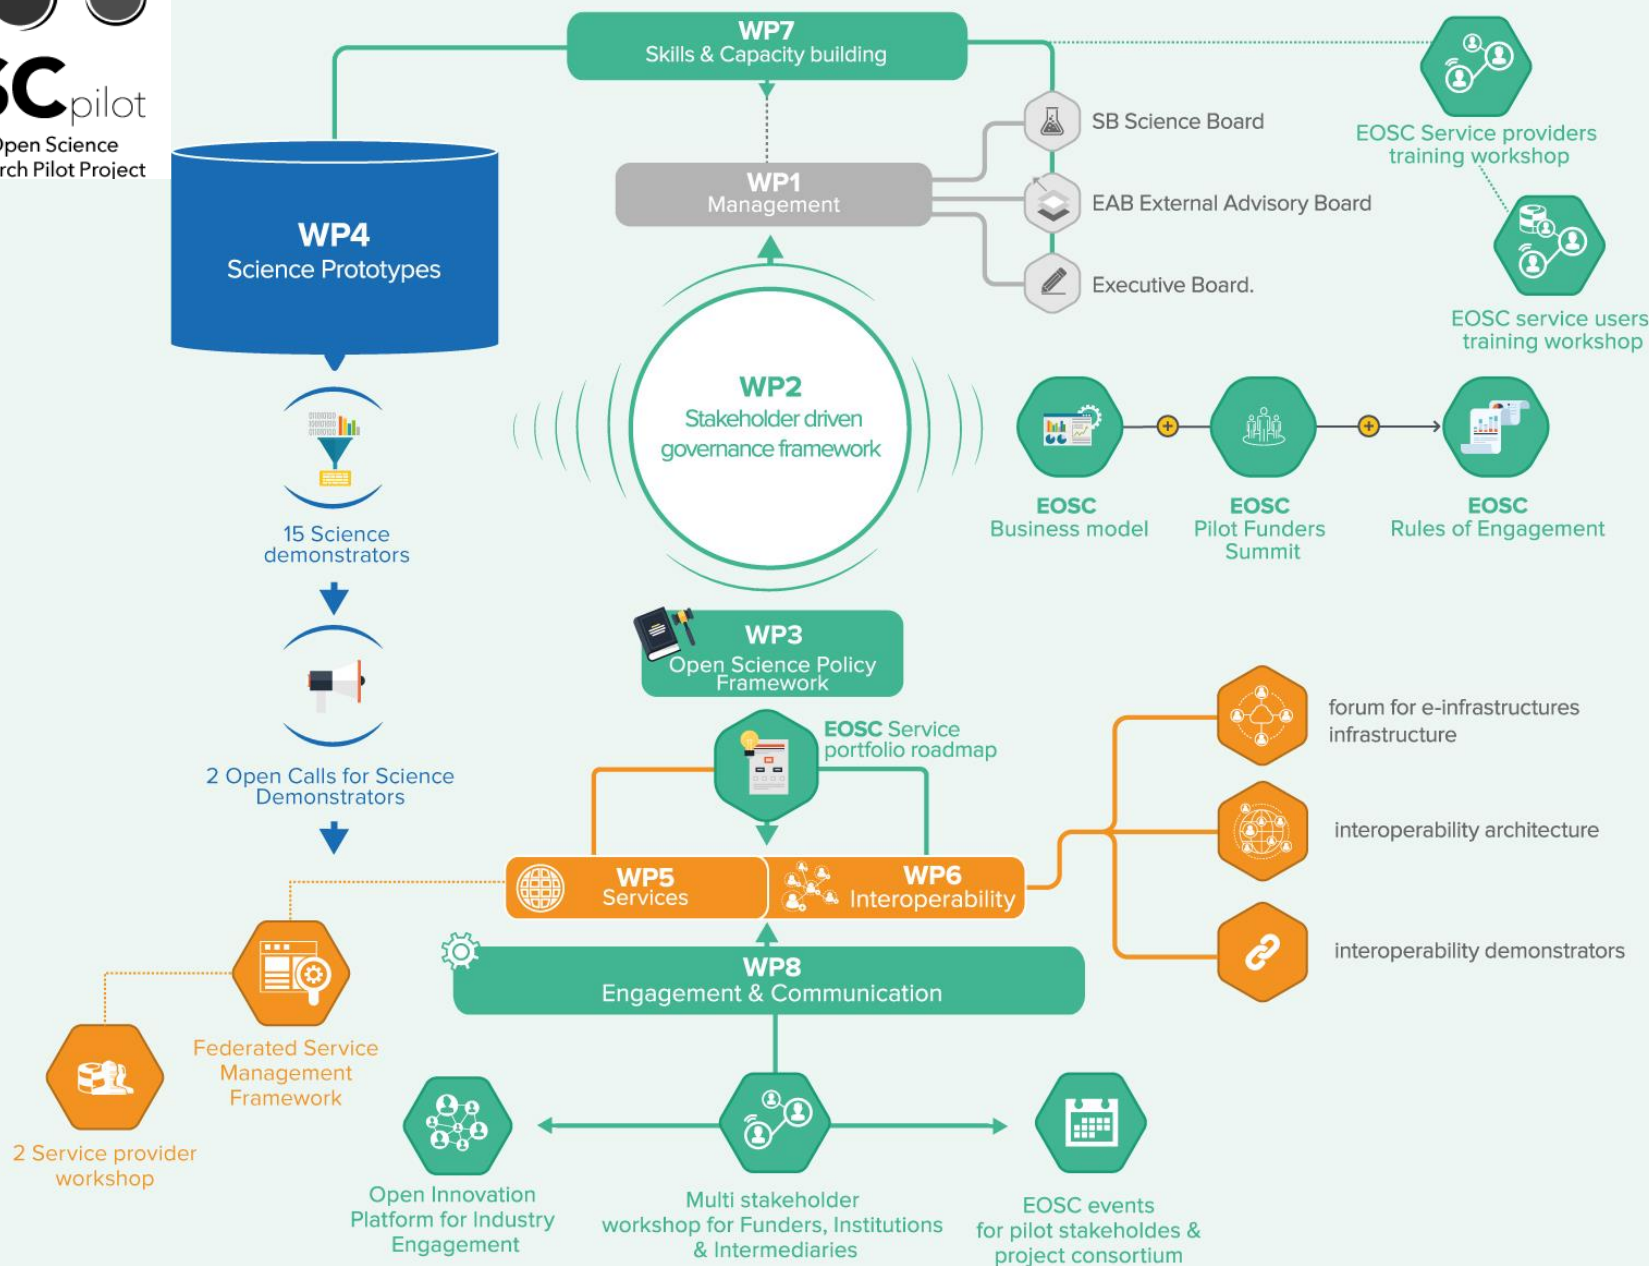 SC pilot
pen Science
rch Pilot Project
WP7
Skills & Capacity building
WP4
Science Prototypes
WP1
Management
SB Science Board
EAB External Advisory Board
Executive Board.
EOSC Service providers
training workshop
EOSC service users
training workshop
WP2
Stakeholder driven
governance framework
EOSC
Business model
EOSC
Pilot Funders
Summit
EOSC
Rules of Engagement
15 Science
demonstrators
2 Open Calls for Science
Demonstrators
WP3
Open Science Policy
Framework
EOSC Service
portfolio roadmap
WP5
Services
WP6
Interoperability
forum for e-infrastructures
infrastructure
interoperability architecture
interoperability demonstrators
WP8
Engagement & Communication
Federated Service
Management
Framework
2 Service provider
workshop
Open Innovation
Platform for Industry
Engagement
Multi stakeholder
workshop for Funders, Institutions
& Intermediaries
EOSC events
for pilot stakeholdes &
project consortium